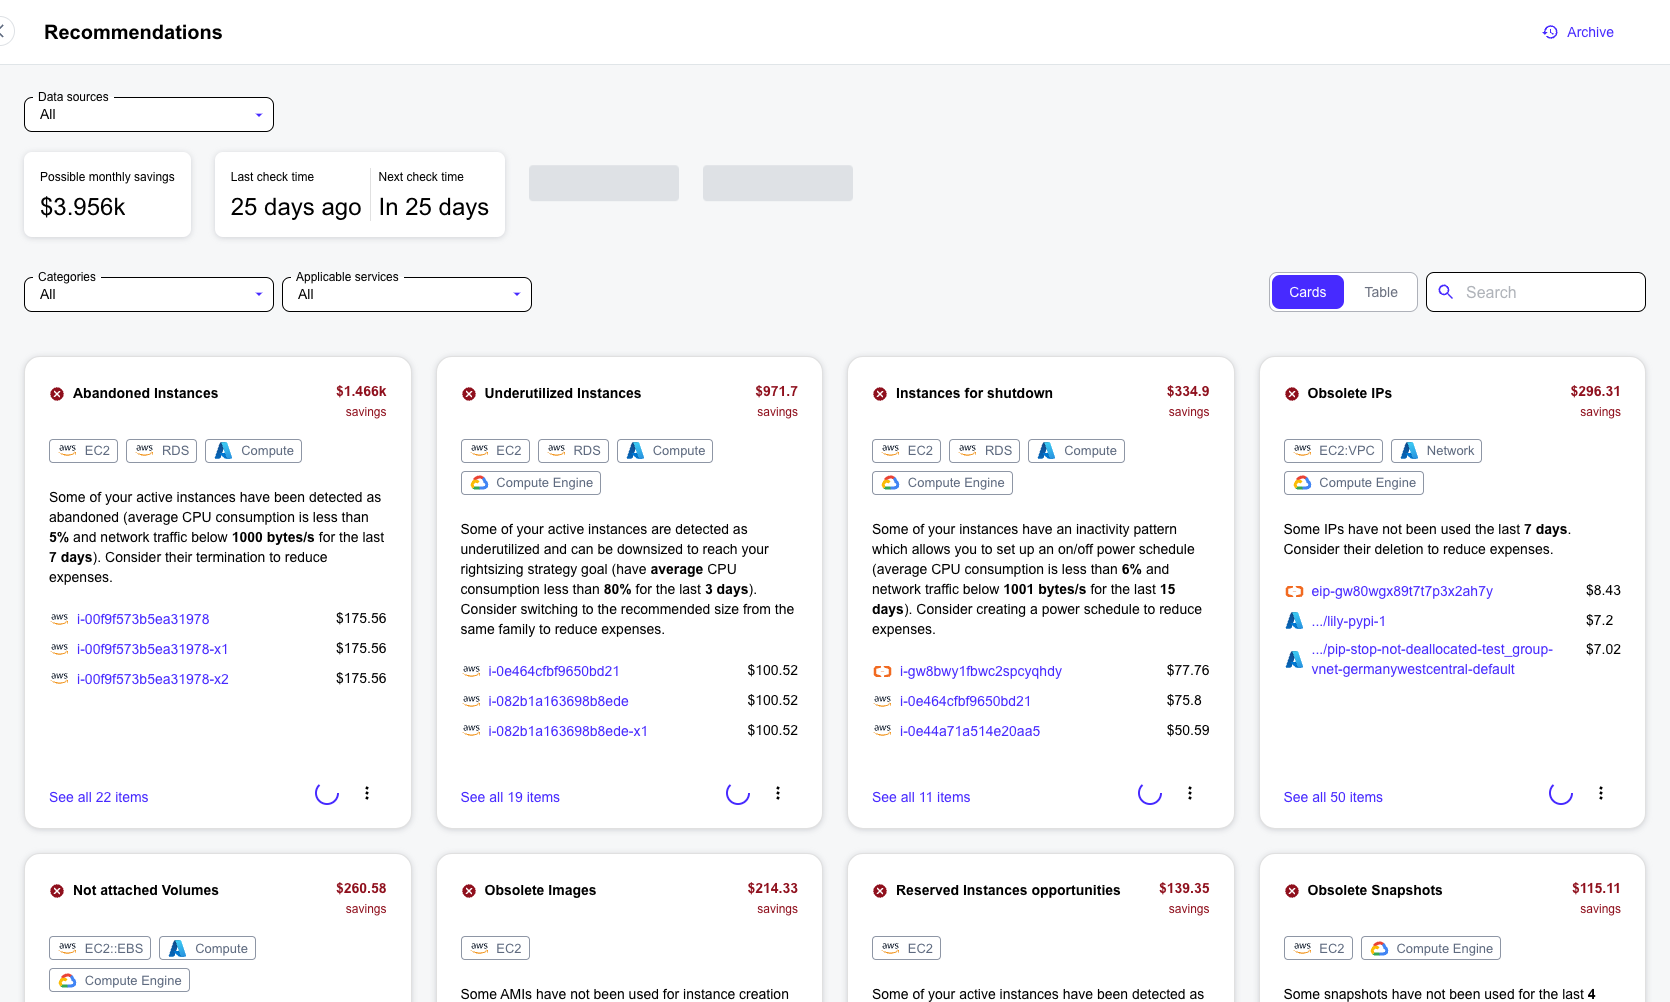 Recommendations
Archive
Data sources
All
Possible monthly savings
$3.956k
Last check time
25 days ago
Next check time
In 25 days
Categories
All
Applicable services
All
Cards
Table
Search
Abandoned Instances
$1.466k
savings
aws EC2
aws RDS
Compute
Some of your active instances have been detected as
abandoned (average CPU consumption is less than
5% and network traffic below 1000 bytes/s for the last
7 days). Consider their termination to reduce
expenses.
aws i-00f9f573b5ea31978 $175.56
aws i-00f9f573b5ea31978-x1 $175.56
aws i-00f9f573b5ea31978-x2 $175.56
See all 22 items
Underutilized Instances
$971.7
savings
aws EC2
aws RDS
Compute
Compute Engine
Some of your active instances are detected as
underutilized and can be downsized to reach your
rightsizing strategy goal (have average CPU
consumption less than 80% for the last 3 days).
Consider switching to the recommended size from the
same family to reduce expenses.
aws i-0e464cfbf9650bd21 $100.52
aws i-082b1a163698b8ede $100.52
aws i-082b1a163698b8ede-x1 $100.52
See all 19 items
Instances for shutdown
$334.9
savings
aws EC2
aws RDS
Compute
Compute Engine
Some of your instances have an inactivity pattern
which allows you to set up an on/off power schedule
(average CPU consumption is less than 6% and
network traffic below 1001 bytes/s for the last 15
days). Consider creating a power schedule to reduce
expenses.
i-gw8bwy1fbwc2spcyqhdy $77.76
aws i-0e464cfbf9650bd21 $75.8
aws i-0e44a71a514e20aa5 $50.59
See all 11 items
Obsolete IPs
$296.31
savings
aws EC2:VPC
Network
Compute Engine
Some IPs have not been used the last 7 days.
Consider their deletion to reduce expenses.
eip-gw80wgx89t7t7p3x2ah7y $8.43
.../lily-pypi-1 $7.2
.../pip-stop-not-deallocated-test_group- $7.02
vnet-germanywestcentral-default
See all 50 items
Not attached Volumes
$260.58
savings
aws EC2::EBS
Compute
Compute Engine
Obsolete Images
$214.33
savings
aws EC2
Some AMIs have not been used for instance creation
Reserved Instances opportunities
$139.35
savings
aws EC2
Some of your active instances have been detected as
Obsolete Snapshots
$115.11
savings
aws EC2
Compute Engine
Some snapshots have not been used for the last 4